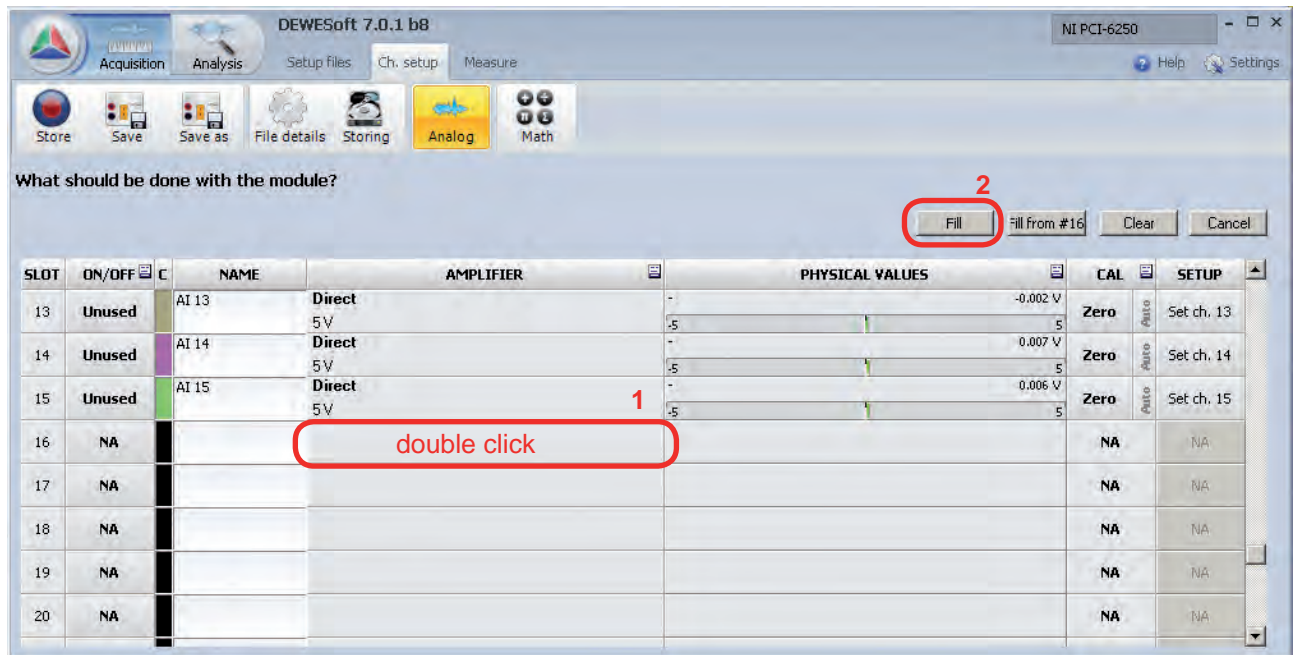 DEWESoft 7.0.1 b8
NI PCI-6250
Acquisition Analysis Setup files Ch. setup Measure
Help Settings
Store Save Save as File details Storing Analog Math
What should be done with the module?
2
Fill Fill from #16 Clear Cancel
SLOT ON/OFF C NAME AMPLIFIER PHYSICAL VALUES CAL SETUP
13 Unused AI 13 Direct - -0.002 V Zero Auto Set ch. 13
5 V -5 5
14 Unused AI 14 Direct - 0.007 V Zero Auto Set ch. 14
5 V -5 5
15 Unused AI 15 Direct - 0.006 V Zero Auto Set ch. 15
5 V 1 -5 5
16 NA double click NA NA
17 NA NA NA
18 NA NA NA
19 NA NA NA
20 NA NA NA